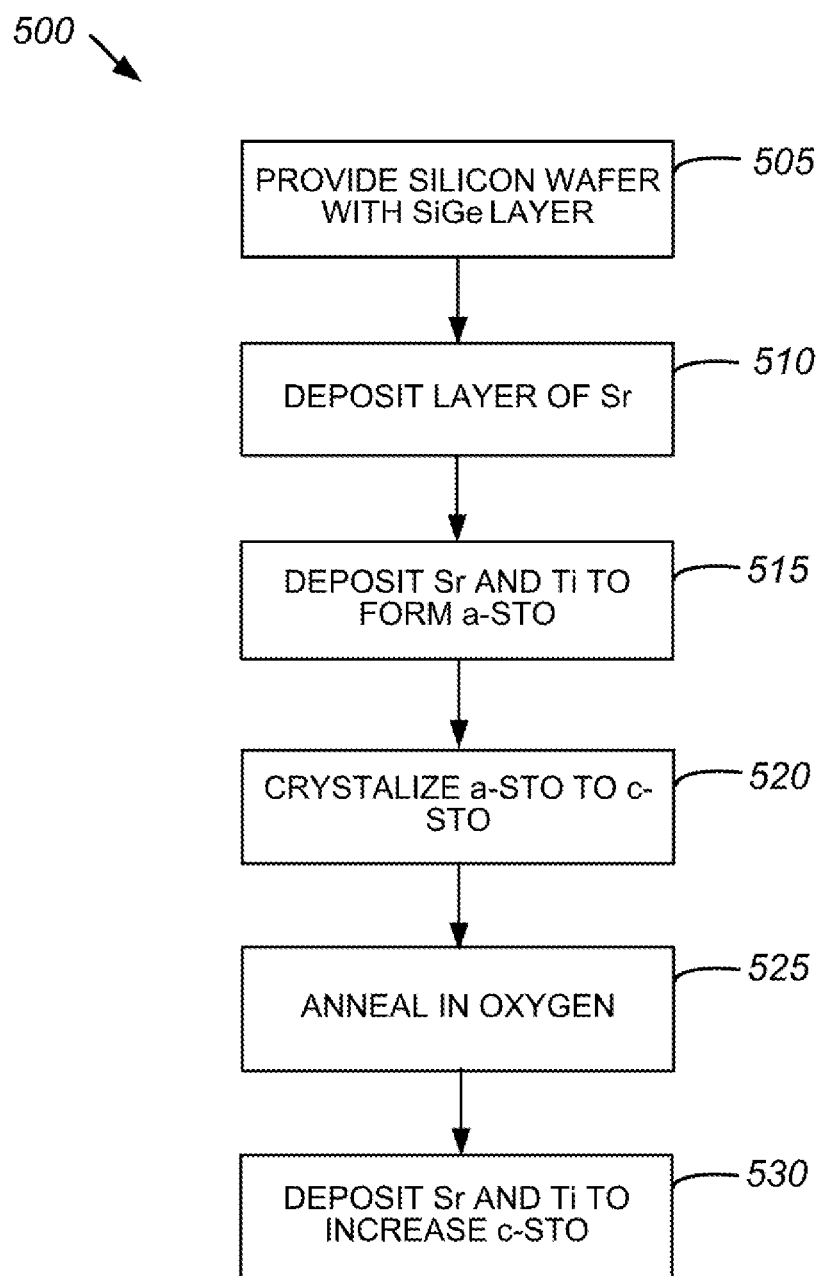 500
PROVIDE SILICON WAFER
WITH SiGe LAYER
505
DEPOSIT LAYER OF Sr
510
DEPOSIT Sr AND Ti TO
FORM a-STO
515
CRYSTALIZE a-STO TO c-
STO
520
ANNEAL IN OXYGEN
525
DEPOSIT Sr AND Ti TO
INCREASE c-STO
530